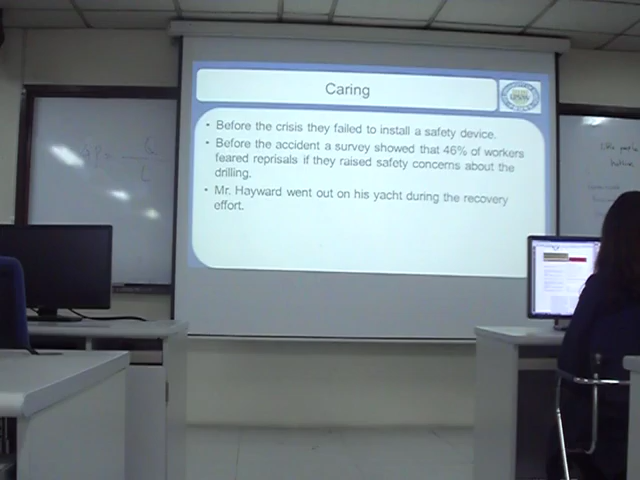 Caring
• Before the crisis they failed to install a safety device.
• Before the accident a survey showed that 46% of workers
feared reprisals if they raised safety concerns about the
drilling.
• Mr. Hayward went out on his yacht during the recovery
effort.